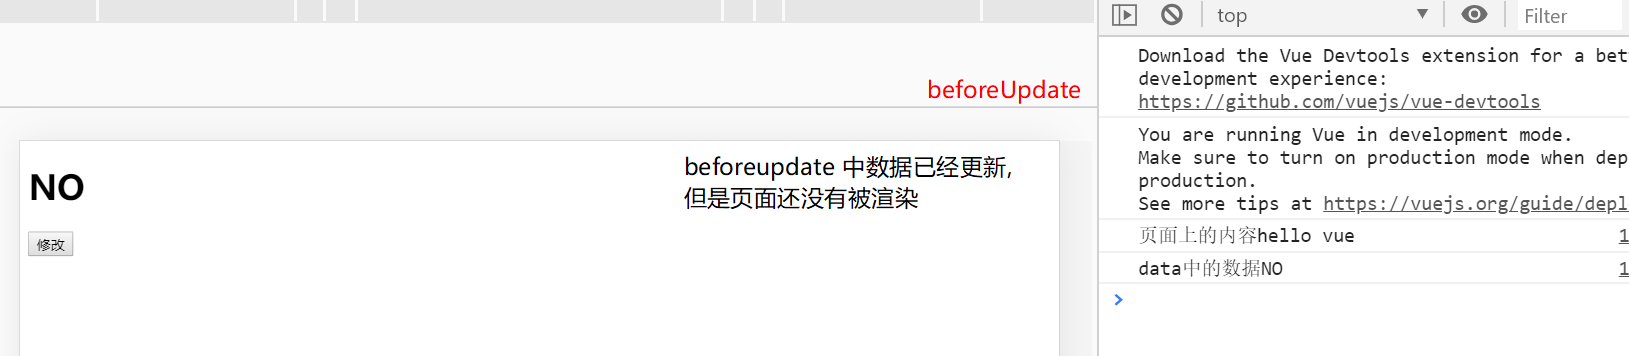 beforeUpdate
NO
修改
beforeupdate 中数据已经更新,
但是页面还没有被渲染
top
Filter
Download the Vue Devtools extension for a bet
development experience:
https://github.com/vuejs/vue-devtools
You are running Vue in development mode.
Make sure to turn on production mode when dep
production.
See more tips at https://vuejs.org/guide/depl
页面上的内容hello vue 1
data中的数据NO 1